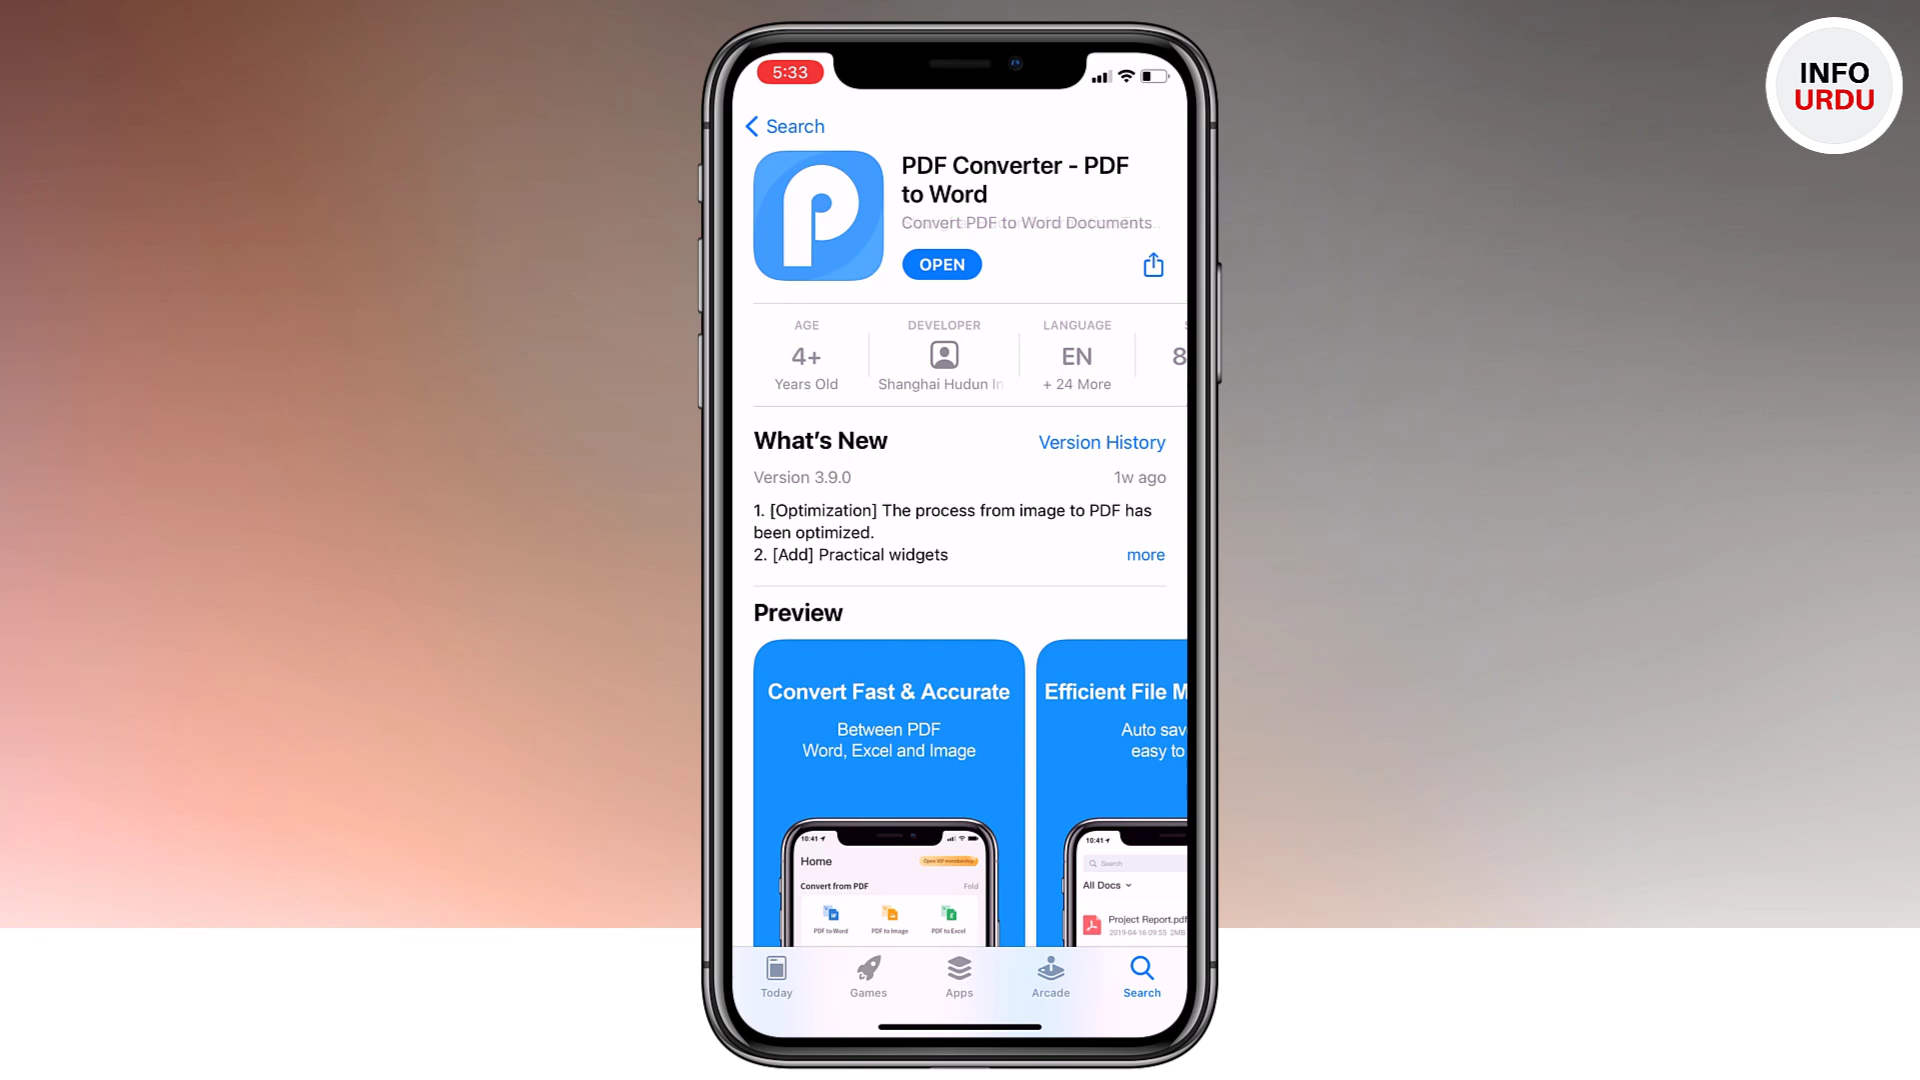 INFO
URDU
5:33
Search
PDF Converter - PDF
to Word
Convert PDF to Word Documents
OPEN
AGE
DEVELOPER
LANGUAGE
4+
EN
8
Years Old
Shanghai Hudun In
+ 24 More
What's New
Version History
Version 3.9.0
1w ago
1. [Optimization] The process from image to PDF has
been optimized.
2. [Add] Practical widgets
more
Preview
Convert Fast & Accurate
Between PDF
Word, Excel and Image
10:41
Home
Open VIP membership
Convert from PDF
Fold
PDF to Word
PDF to Image
PDF to Excel
Efficient File M
Auto sav
easy to
10:41
Search
All Docs
Project Report.pdf
2019-04-16 09:55 2MB
Today
Games
Apps
Arcade
Search